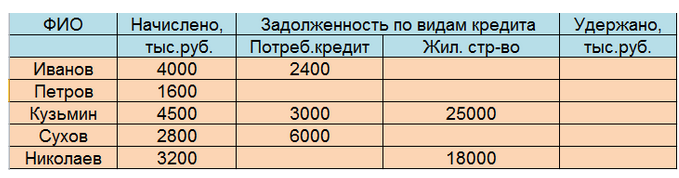 ФИО Начислено, Задолженность по видам кредита Удержано,
тыс.руб. Потреб.кредит Жил. стр-во тыс.руб.
Иванов 4000 2400
Петров 1600
Кузьмин 4500 3000 25000
Сухов 2800 6000
Николаев 3200 18000